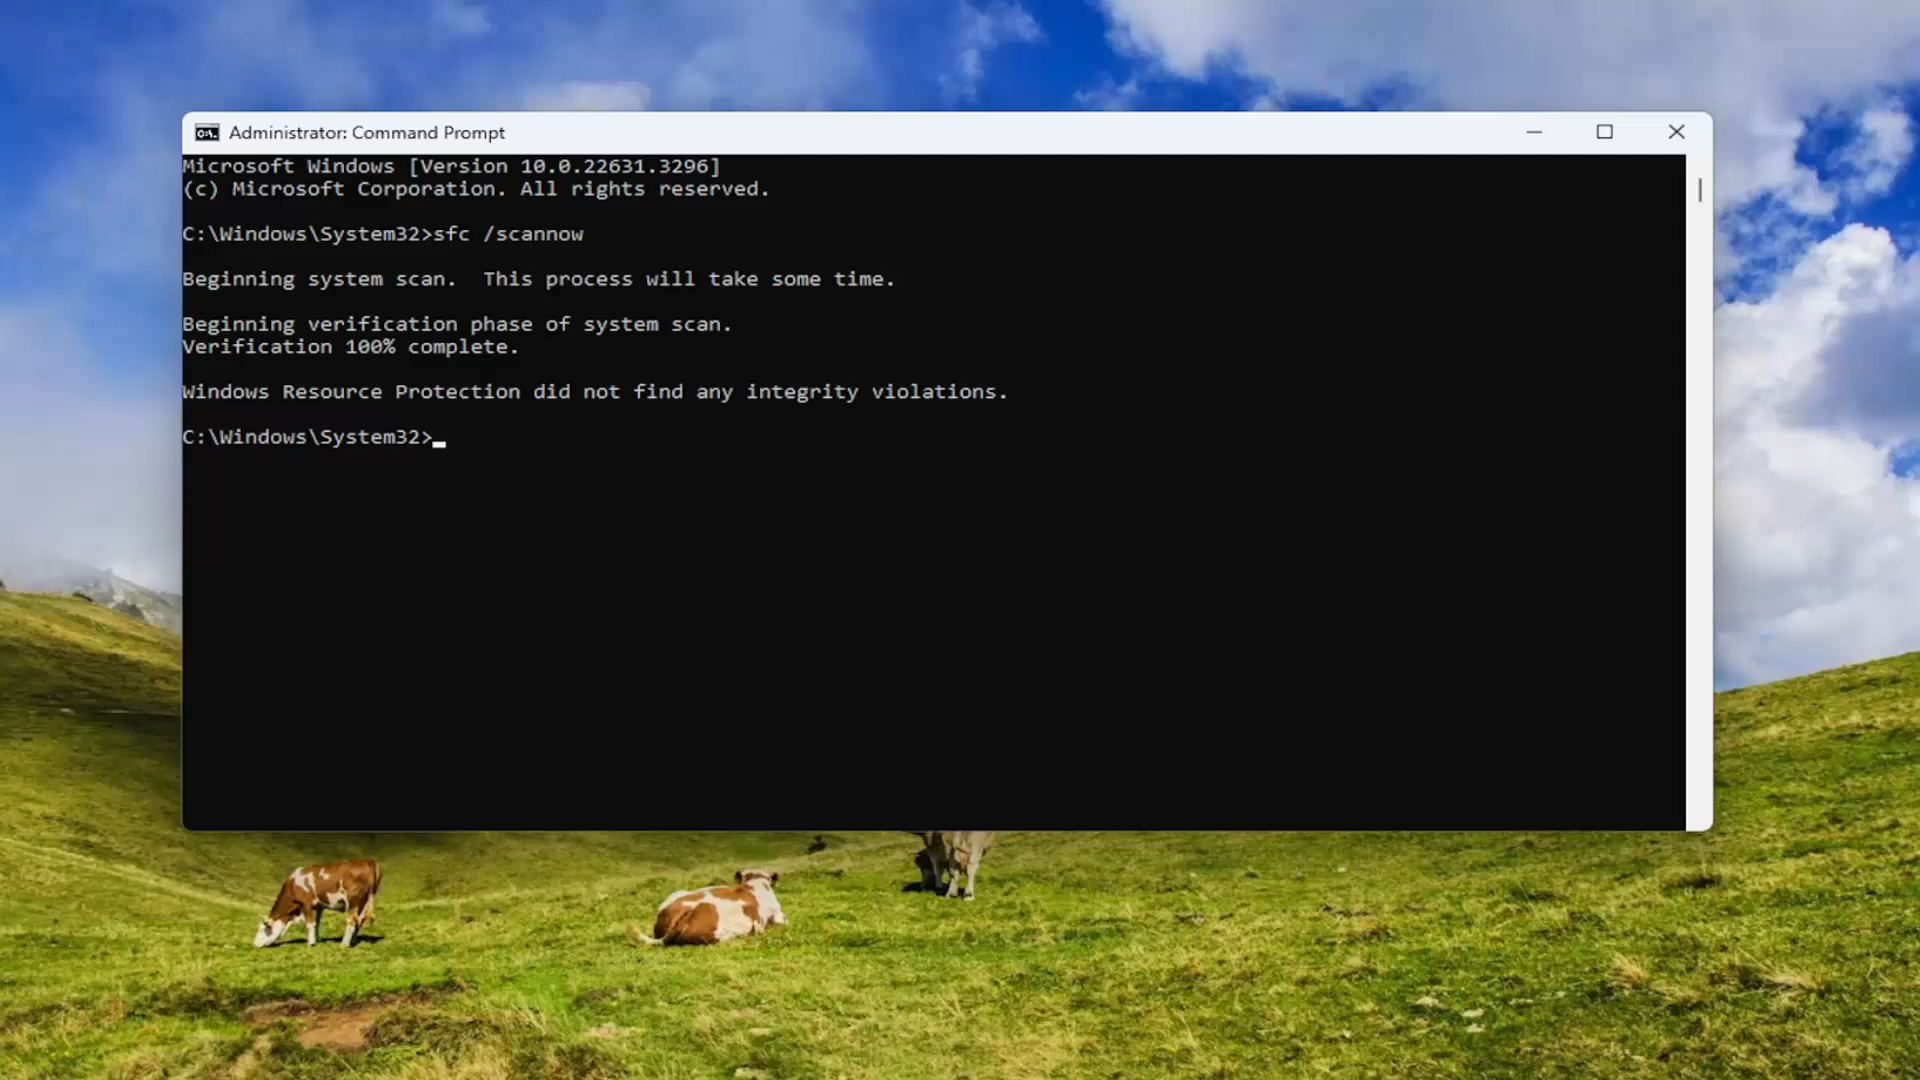 Administrator: Command Prompt
Microsoft Windows [Version 10.0.22631.3296]
(c) Microsoft Corporation. All rights reserved.
C:\Windows\System32>sfc /scannow
Beginning system scan.  This process will take some time.
Beginning verification phase of system scan.
Verification 100% complete.
Windows Resource Protection did not find any integrity violations.
C:\Windows\System32>